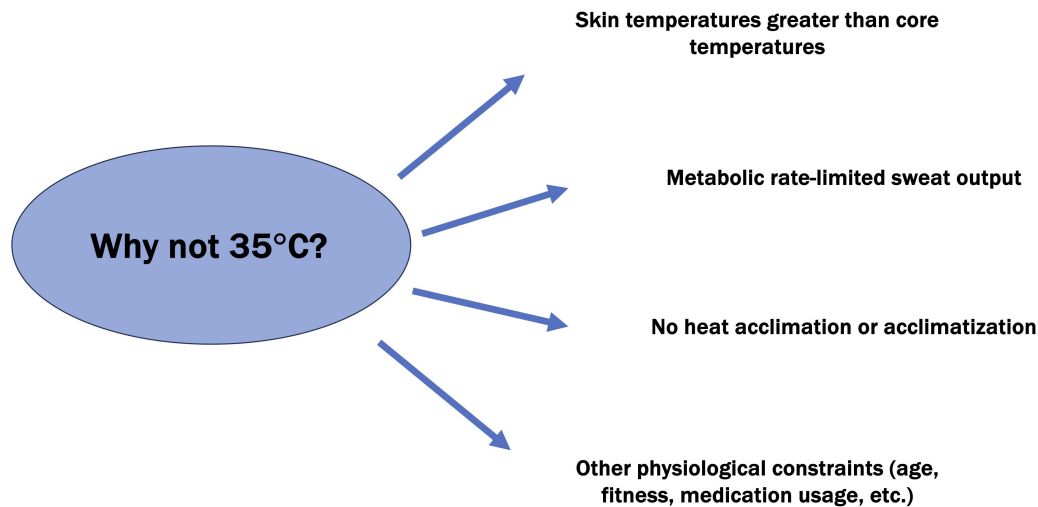 Skin temperatures greater than core
temperatures
Metabolic rate-limited sweat output
Why not 35°C?
No heat acclimation or acclimatization
Other physiological constraints (age,
fitness, medication usage, etc.)